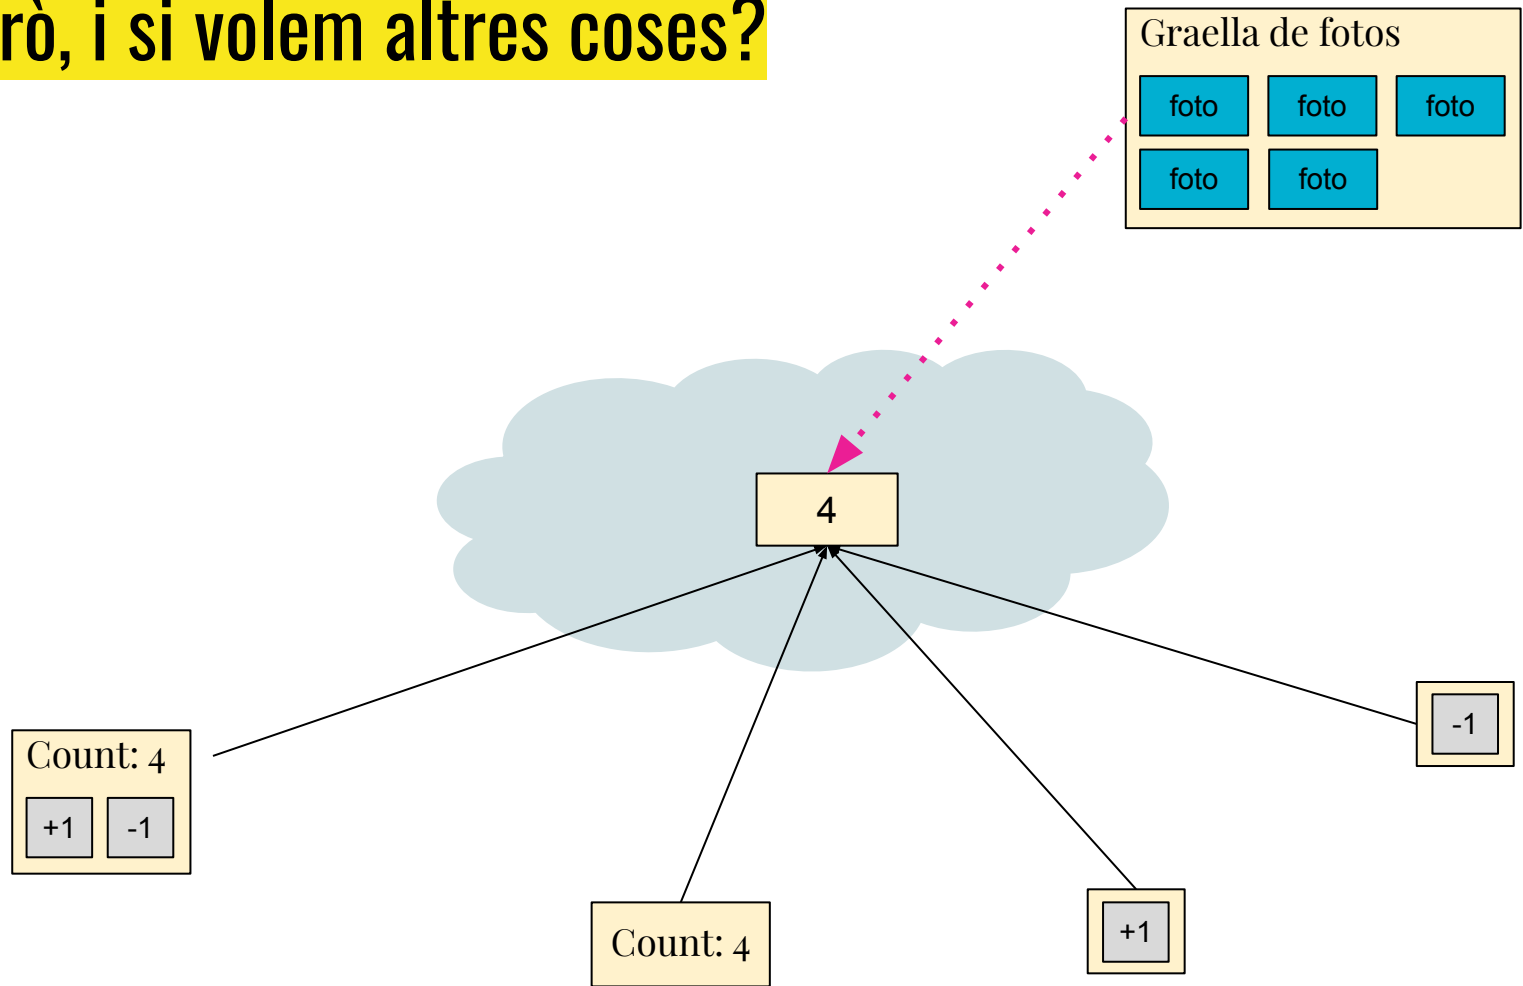 rò, i si volem altres coses?
Graella de fotos
foto foto foto
foto foto
4
Count: 4
+1 -1
Count: 4
+1
-1